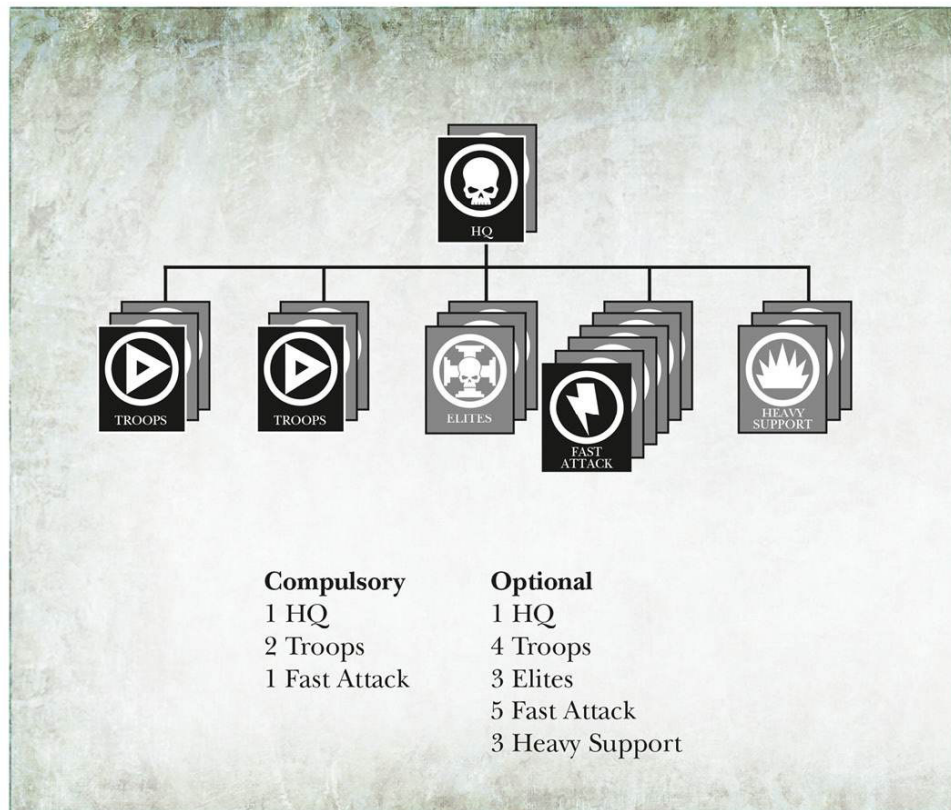 HQ
TROOPS
TROOPS
ELITES
FAST
ATTACK
HEAVY
SUPPORT
Compulsory
1 HQ
2 Troops
1 Fast Attack
Optional
1 HQ
4 Troops
3 Elites
5 Fast Attack
3 Heavy Support